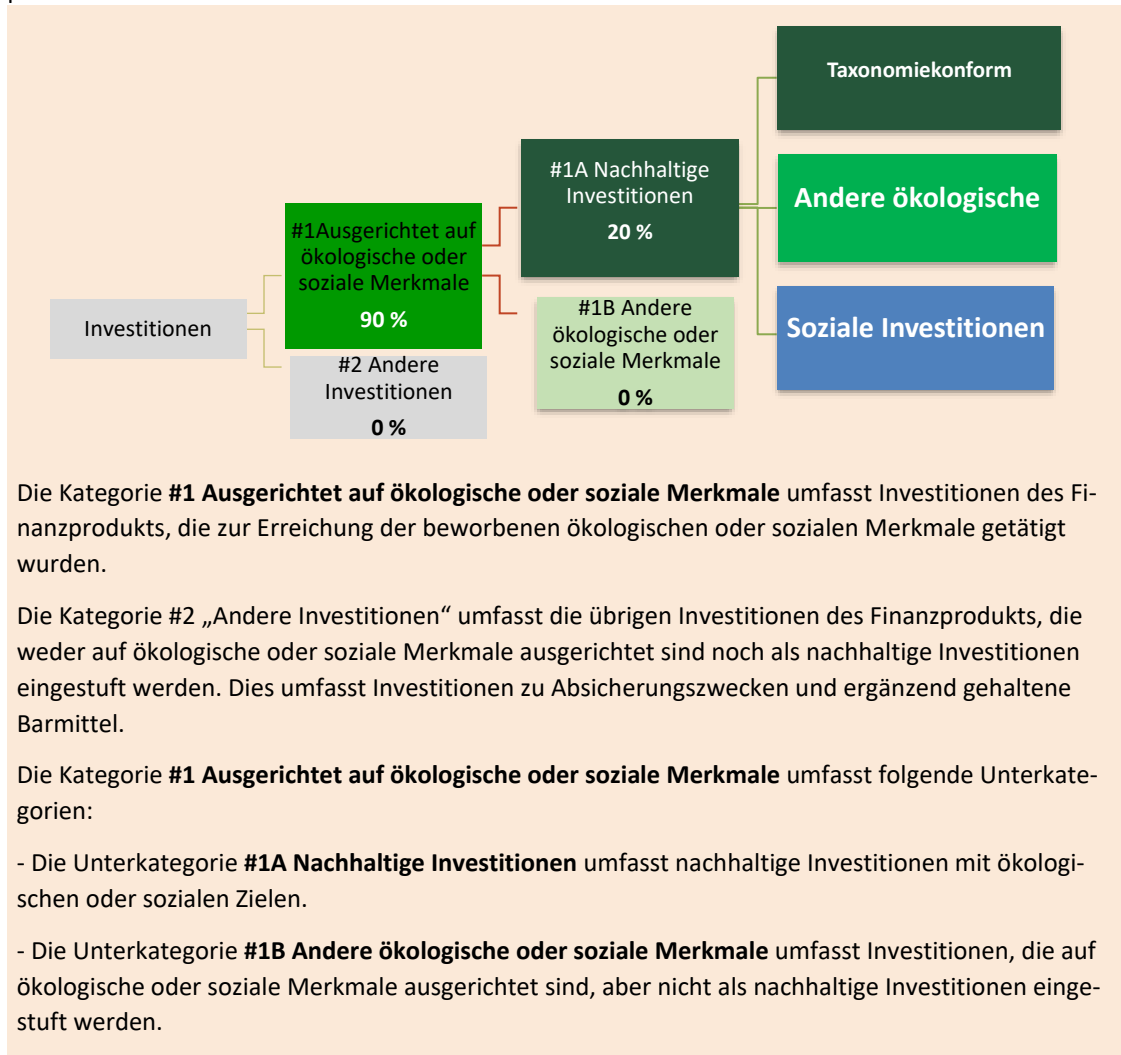 Taxonomiekonform
#1A Nachhaltige
Investitionen
20 %
Andere ökologische
#1Ausgerichtet auf
ökologische oder
soziale Merkmale
90 %
Investitionen
#1B Andere
ökologische oder
soziale Merkmale
0 %
Soziale Investitionen
#2 Andere
Investitionen
0 %
Die Kategorie #1 Ausgerichtet auf ökologische oder soziale Merkmale umfasst Investitionen des Fi-
nanzprodukts, die zur Erreichung der beworbenen ökologischen oder sozialen Merkmale getätigt
wurden.
Die Kategorie #2 „Andere Investitionen“ umfasst die übrigen Investitionen des Finanzprodukts, die
weder auf ökologische oder soziale Merkmale ausgerichtet sind noch als nachhaltige Investitionen
eingestuft werden. Dies umfasst Investitionen zu Absicherungszwecken und ergänzend gehaltene
Barmittel.
Die Kategorie #1 Ausgerichtet auf ökologische oder soziale Merkmale umfasst folgende Unterkate-
gorien:
- Die Unterkategorie #1A Nachhaltige Investitionen umfasst nachhaltige Investitionen mit ökologi-
schen oder sozialen Zielen.
- Die Unterkategorie #1B Andere ökologische oder soziale Merkmale umfasst Investitionen, die auf
ökologische oder soziale Merkmale ausgerichtet sind, aber nicht als nachhaltige Investitionen einge-
stuft werden.